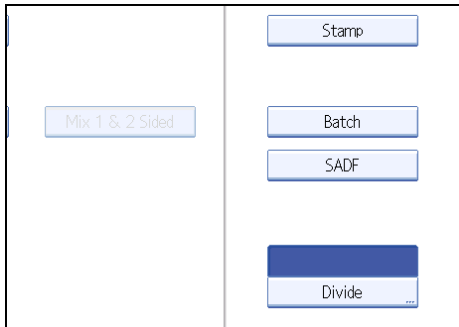 Stamp
Mix 1 & 2 Sided
Batch
SADF
Divide
...